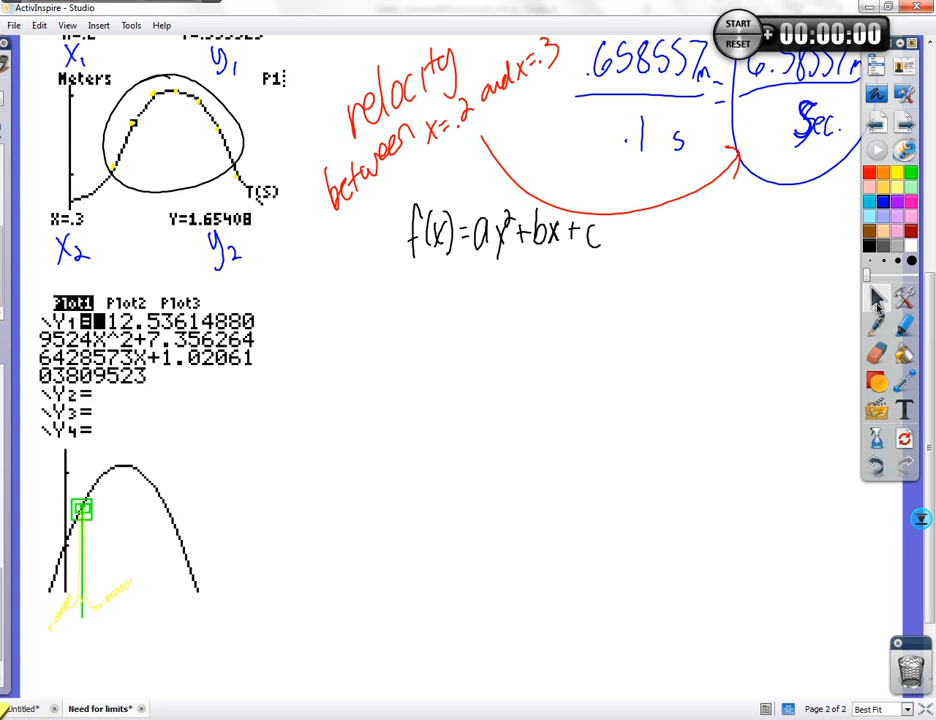 ActivInspire - Studio
File Edit View Insert Tools Help
START
RESET
00:00:00
x1 y1
Meters P1:
T(S)
X=.3 Y=1.65408
x2 y2
velocity
between x=.2 and x=.3
.658557m
.1 s
=
6.58557m
Sec.
f(x)=ax²+bx+c
Plot1 Plot2 Plot3
\Y1=-12.53614880
9524X^2+7.356264
6428573X+1.02061
03809523
\Y2=
\Y3=
\Y4=
Untitled*
Need for limits*
Page 2 of 2
Best Fit